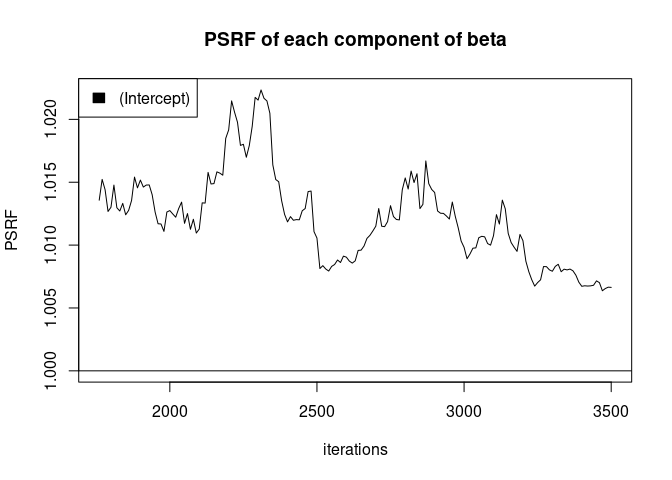 PSRF of each component of beta
(Intercept)
PSRF
1.020
1.015
1.010
1.005
1.000
2000 2500 3000 3500
iterations